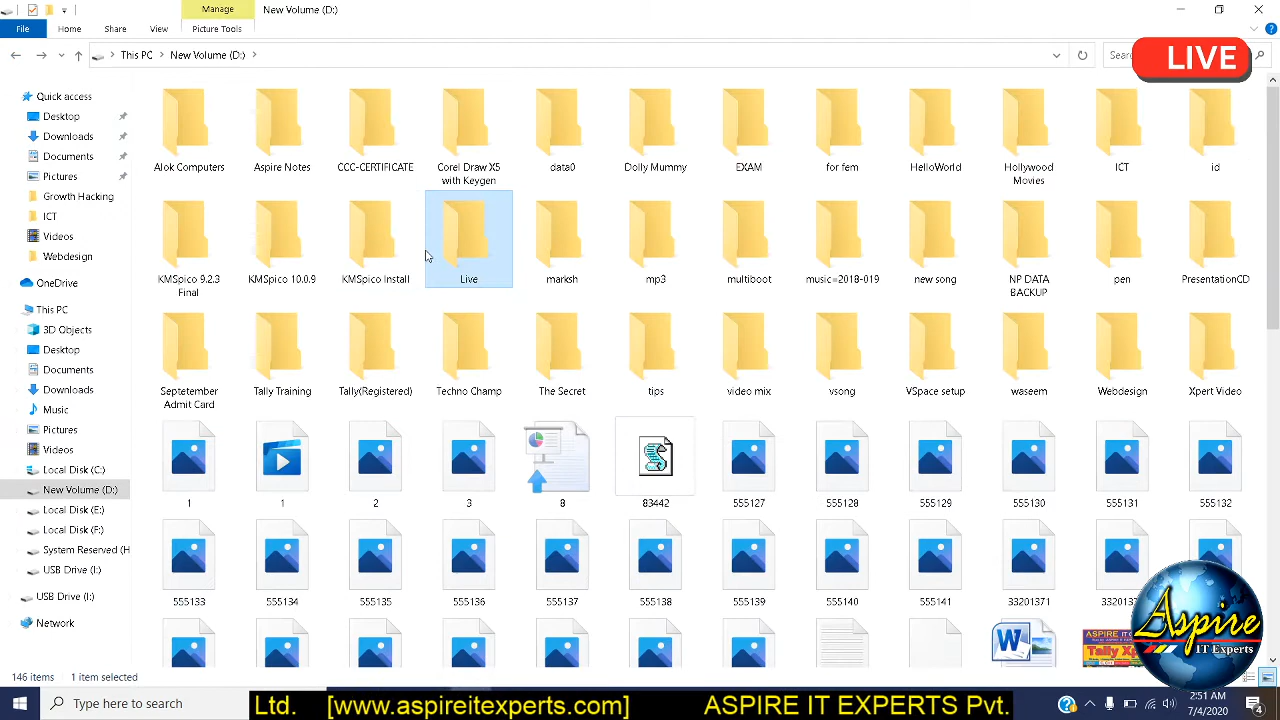 Manage
New Volume (D:)
File
Home
Share
View
Picture Tools
This PC
New Volume (D:)
LIVE
Quick access
Desktop
Downloads
Documents
Pictures
Growth Hacking
ICT
Videos
Webdesign
OneDrive
This PC
3D Objects
Desktop
Documents
Downloads
Music
Pictures
Videos
Local Disk (C:)
New Volume (D:)
Local Disk (E:)
Local Disk (F:)
System Reserved (H
USB Drive (I:)
USB Drive (I:)
Network
Alok Computers
Aspire Notes
CCC-CERTIFICATE
Corel Draw X5
with Keygen
data0
Dolly Mummy
EXAM
for fem
HelloWorld
Hollywood
Movies
ICT
id
KMSpico 9.2.3
Final
KMSpico 10.0.9
KMSpico Install
Live
marksh
mp3
multiboot
music=2018-019
new song
NP DATA
BACKUP
pen
PresentationCD
Septetember
Admit Card
Tally Training
Tally(Registered)
Techno Champ
The Secret
tips
video mix
vsong
VSpace setup
waseem
Webdesign
Xpert Video
1
1
2
3
8
83442
555127
555128
555129
555130
555131
555132
555133
555134
555135
555136
555137
555138
555139
555140
555141
33201371
W
Aspire
IT EXPERTS
146 items
1 item selected
Type here to search
Ltd. [www.aspireitexperts.com] ASPIRE IT EXPERTS Pvt.
2:51 AM
7/4/2020